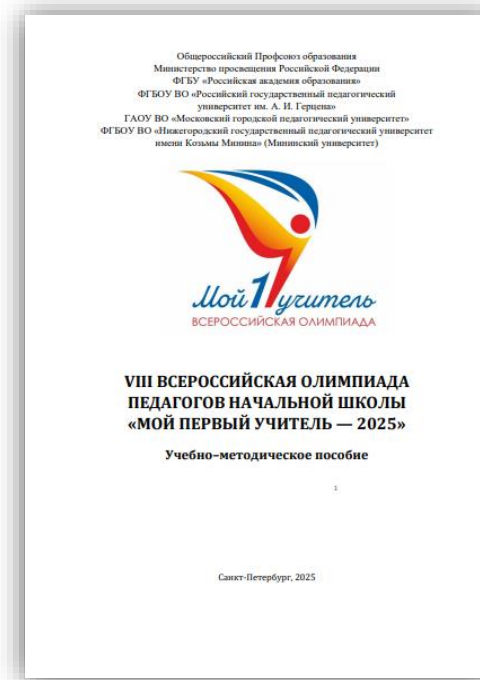 Общероссийский Профсоюз образования
Министерство просвещения Российской Федерации
ФГБУ «Российская академия образования»
ФГБОУ ВО «Российский государственный педагогический
университет им. А. И. Герцена»
ГАОУ ВО «Московский городской педагогический университет»
ФГБОУ ВО «Нижегородский государственный педагогический университет
имени Козьмы Минина» (Мининский университет)
Мой 1 учитель
ВСЕРОССИЙСКАЯ ОЛИМПИАДА
VIII ВСЕРОССИЙСКАЯ ОЛИМПИАДА
ПЕДАГОГОВ НАЧАЛЬНОЙ ШКОЛЫ
«МОЙ ПЕРВЫЙ УЧИТЕЛЬ — 2025»
Учебно–методическое пособие
1
Санкт-Петербург, 2025